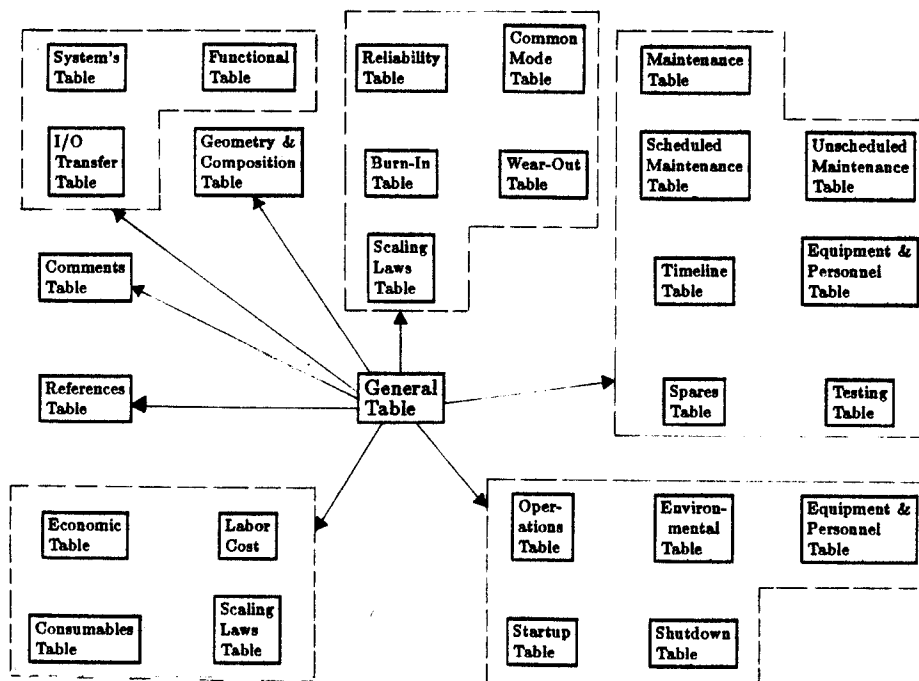 System's
Table
Functional
Table
I/O
Transfer
Table
Geometry &
Composition
Table
Comments
Table
References
Table
Reliability
Table
Common
Mode
Table
Burn-In
Table
Wear-Out
Table
Scaling
Laws
Table
Maintenance
Table
Scheduled
Maintenance
Table
Unscheduled
Maintenance
Table
Timeline
Table
Equipment &
Personnel
Table
Spares
Table
Testing
Table
General
Table
Economic
Table
Labor
Cost
Consumables
Table
Scaling
Laws
Table
Oper-
ations
Table
Environ-
mental
Table
Equipment &
Personnel
Table
Startup
Table
Shutdown
Table